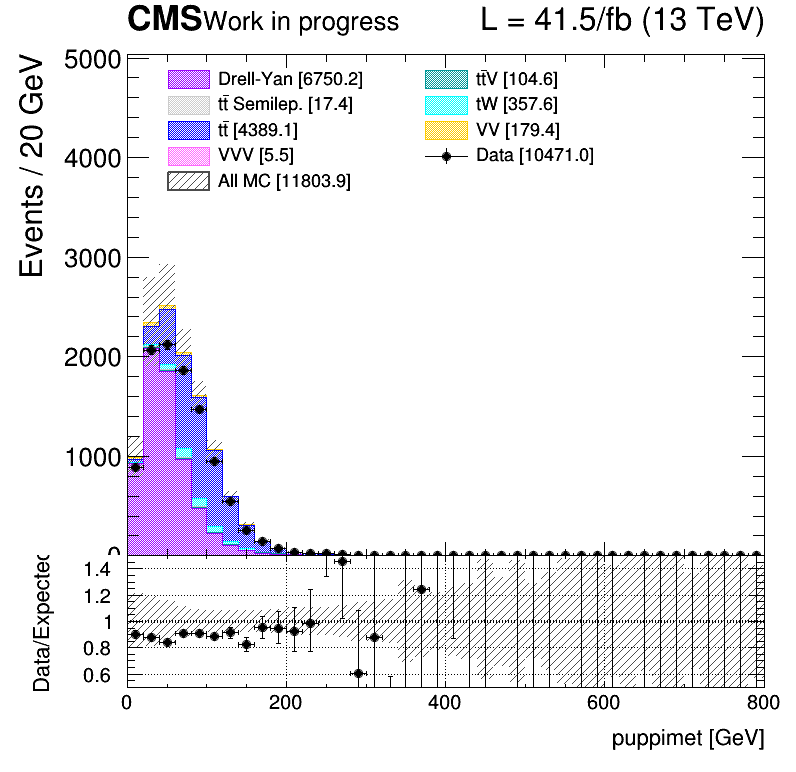 CMS Work in progress L = 41.5/fb (13 TeV)
Events / 20 GeV
5000
4000
3000
2000
1000
0
Drell-Yan [6750.2]
tt̄ Semilep. [17.4]
tt̄ [4389.1]
VVV [5.5]
All MC [11803.9]
tt̄V [104.6]
tW [357.6]
VV [179.4]
Data [10471.0]
Data/Expected
1.4
1.2
1
0.8
0.6
0 200 400 600 800
puppimet [GeV]